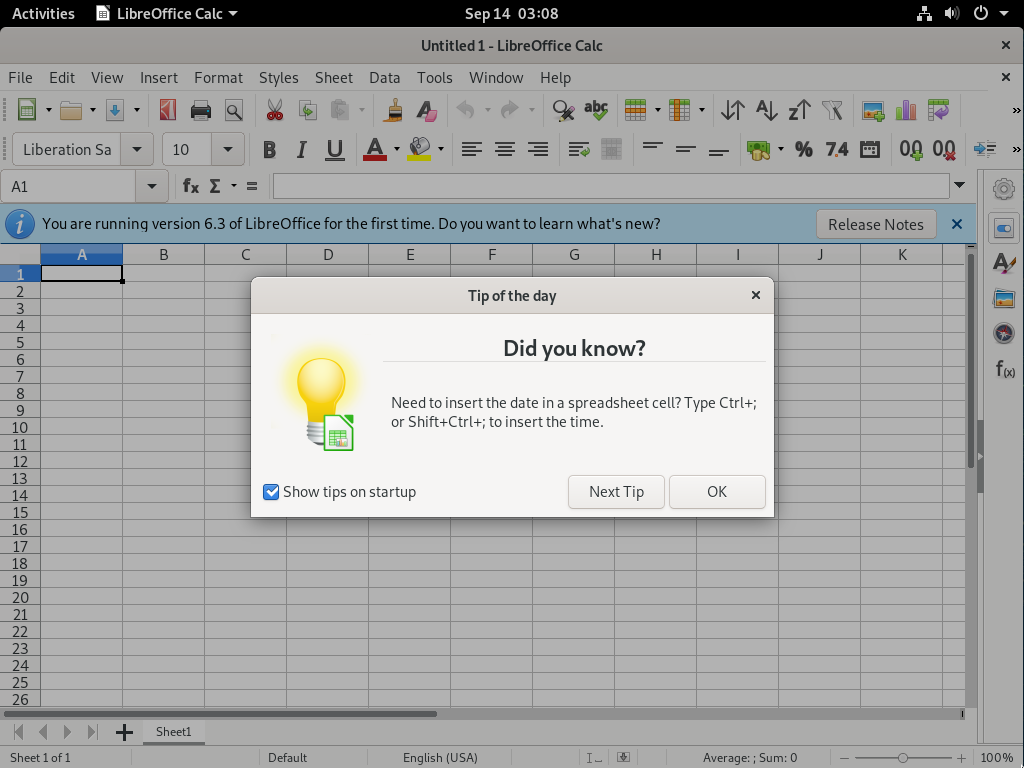 Activities LibreOffice Calc Sep 14 03:08
Untitled 1 - LibreOffice Calc
File Edit View Insert Format Styles Sheet Data Tools Window Help
abc
Liberation Sa 10 B I U A % 7.4 00 00
A1 fx Σ =
You are running version 6.3 of LibreOffice for the first time. Do you want to learn what's new? Release Notes
A B C D E F G H I J K
1
2
3
4
5
6
7
8
9
10
11
12
13
14
15
16
17
18
19
20
21
22
23
24
25
26
Tip of the day
Did you know?
Need to insert the date in a spreadsheet cell? Type Ctrl+;
or Shift+Ctrl+; to insert the time.
Show tips on startup Next Tip OK
f(x)
Sheet1
Sheet 1 of 1 Default English (USA) Average: ; Sum: 0 100%